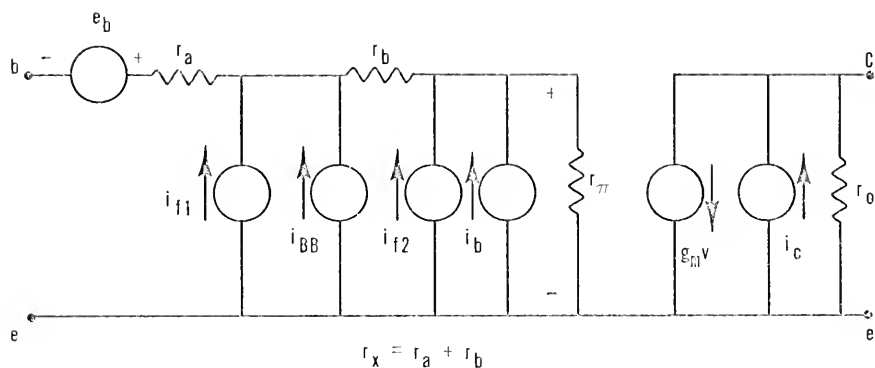 e_b
b - + r_a r_b C
+
i_f1 i_BB i_f2 i_b r_π g_m v i_c r_o
-
e e
r_x = r_a + r_b